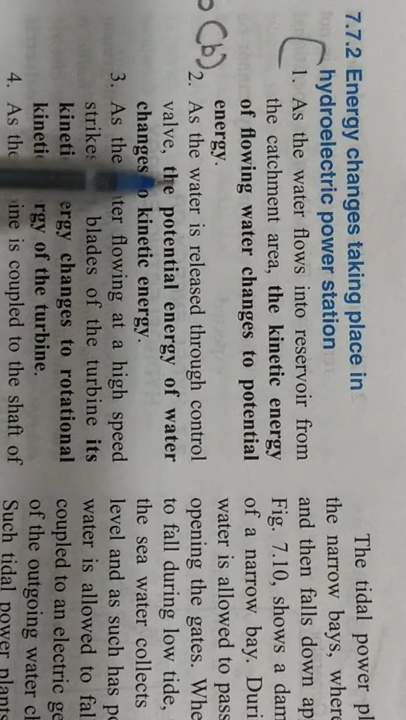 7.7.2 Energy changes taking place in
hydroelectric power station
1. As the water flows into reservoir from
the catchment area, the kinetic energy
of flowing water changes to potential
energy.
(b)
2. As the water is released through control
valve, the potential energy of water
changes to kinetic energy.
3. As the water flowing at a high speed
strikes blades of the turbine its
kineti ergy changes to rotational
kineti rgy of the turbine.
4. As the ine is coupled to the shaft of
The tidal power pl
the narrow bays, wher
and then falls down ap
Fig. 7.10, shows a dam
of a narrow bay. Duri
water is allowed to pass
opening the gates. Whe
to fall during low tide,
the sea water collects
level and as such has po
water is allowed to fal
coupled to an electric ge
of the outgoing water cl
Such tidal power plants